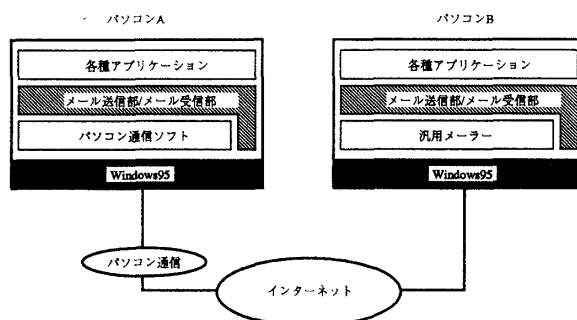 パソコンA
各種アプリケーション
メール送信部/メール受信部
パソコン通信ソフト
Windows95
パソコンB
各種アプリケーション
メール送信部/メール受信部
汎用メーラー
Windows95
パソコン通信
インターネット